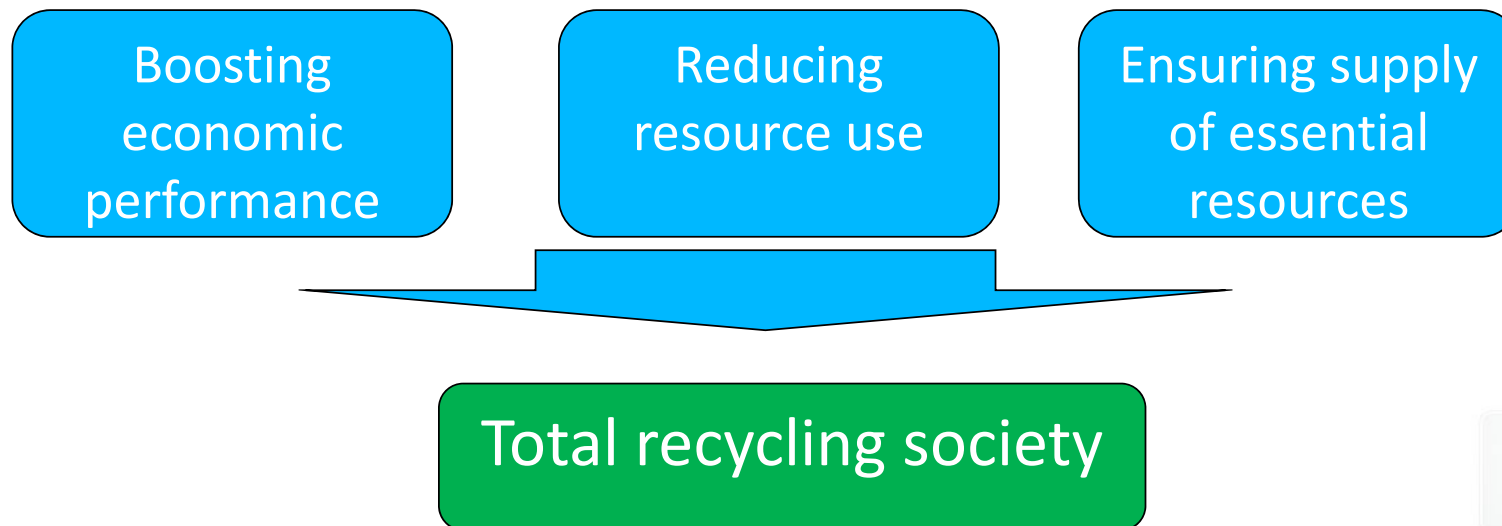 Boosting
economic
performance
Reducing
resource use
Ensuring supply
of essential
resources
Total recycling society